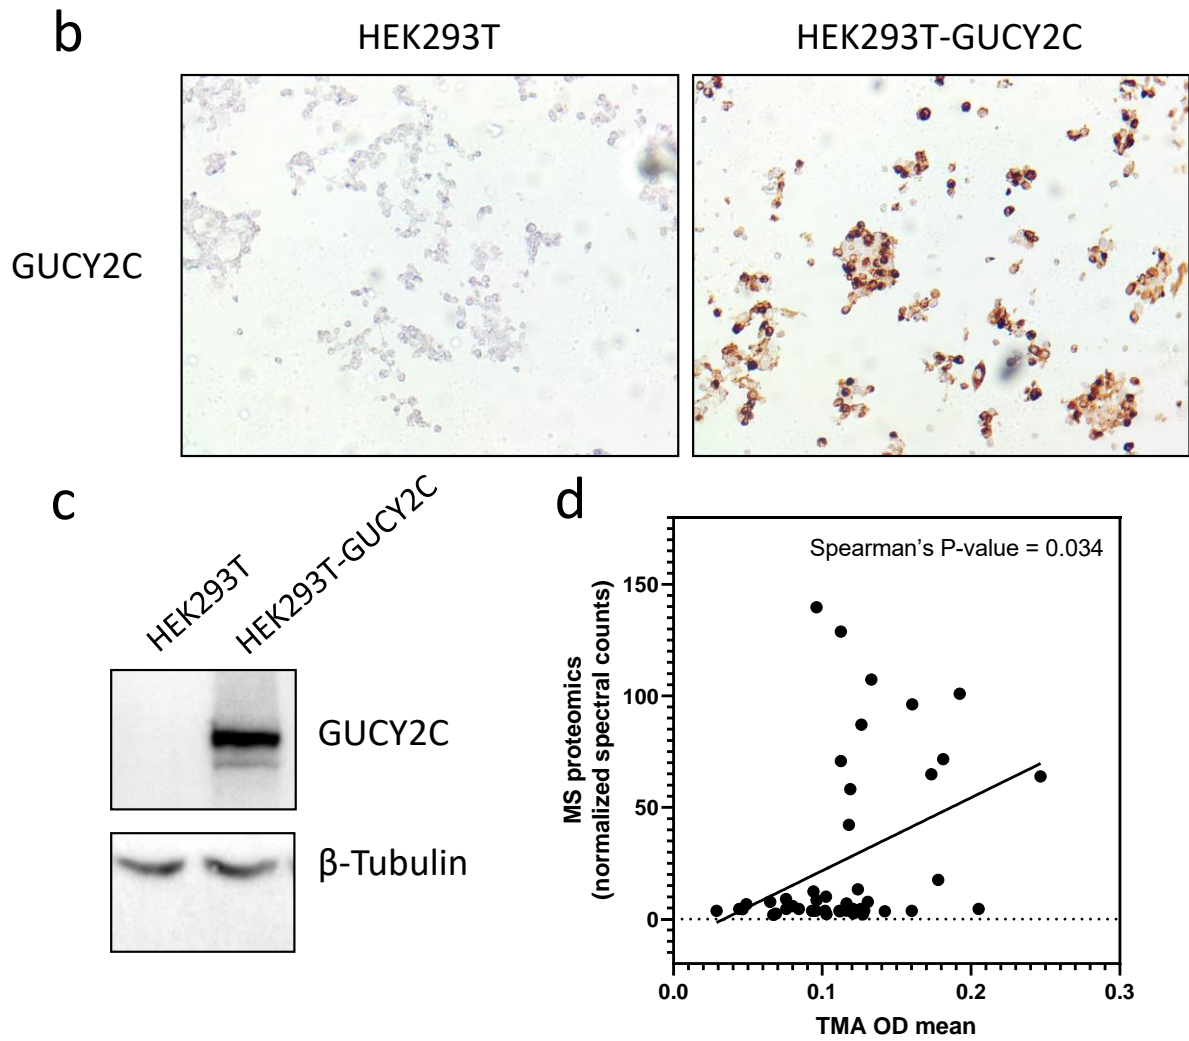 b
HEK293T
HEK293T-GUCY2C
GUCY2C
c
HEK293T
HEK293T-GUCY2C
GUCY2C
β-Tubulin
d
Spearman's P-value = 0.034
MS proteomics
(normalized spectral counts)
150
100
50
0
0.0
0.1
0.2
0.3
TMA OD mean